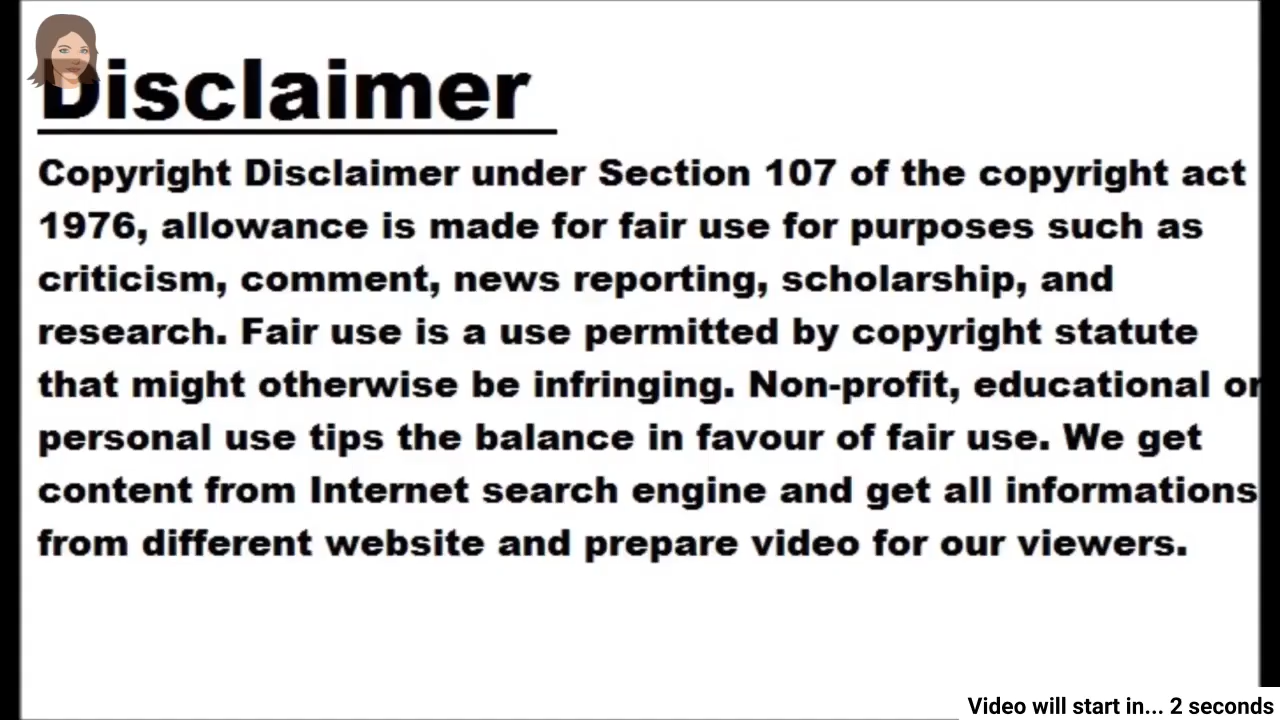 Disclaimer
Copyright Disclaimer under Section 107 of the copyright act
1976, allowance is made for fair use for purposes such as
criticism, comment, news reporting, scholarship, and
research. Fair use is a use permitted by copyright statute
that might otherwise be infringing. Non-profit, educational or
personal use tips the balance in favour of fair use. We get
content from Internet search engine and get all informations
from different website and prepare video for our viewers.
Video will start in... 2 seconds